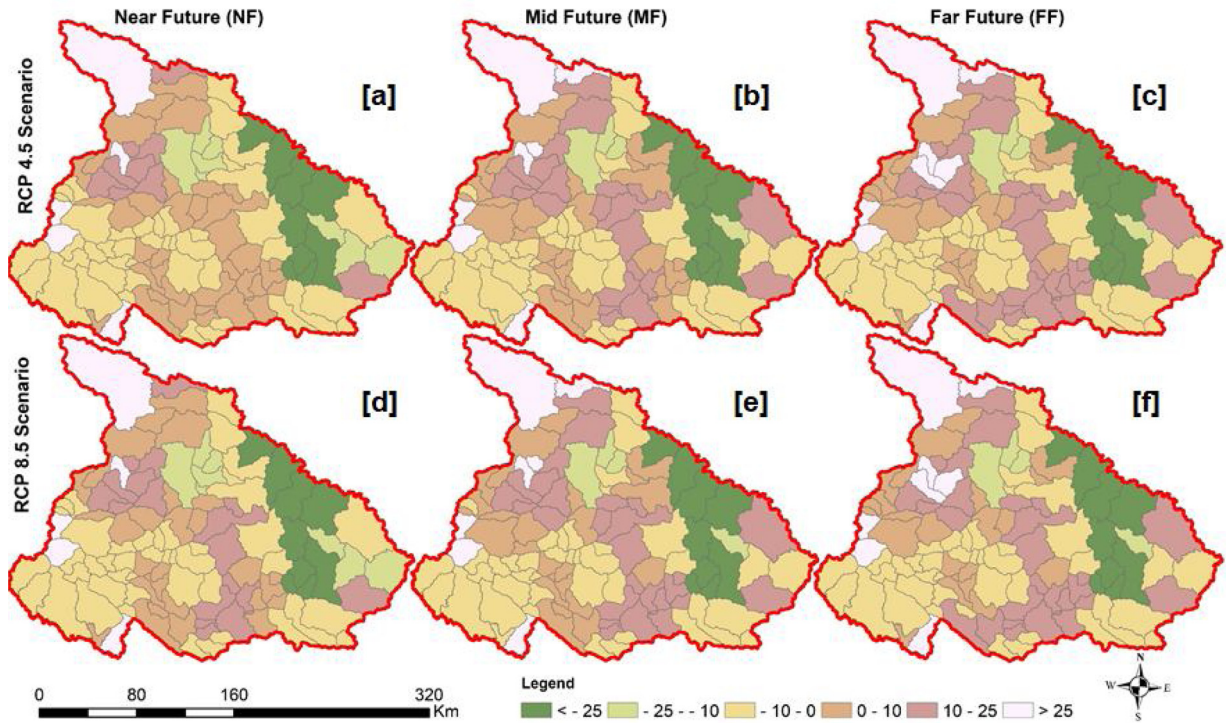 Near Future (NF)
Mid Future (MF)
Far Future (FF)
RCP 4.5 Scenario
[a]
[b]
[c]
RCP 8.5 Scenario
[d]
[e]
[f]
N
W
E
S
0
80
160
320
Km
Legend
< - 25
- 25 - - 10
- 10 - 0
0 - 10
10 - 25
> 25